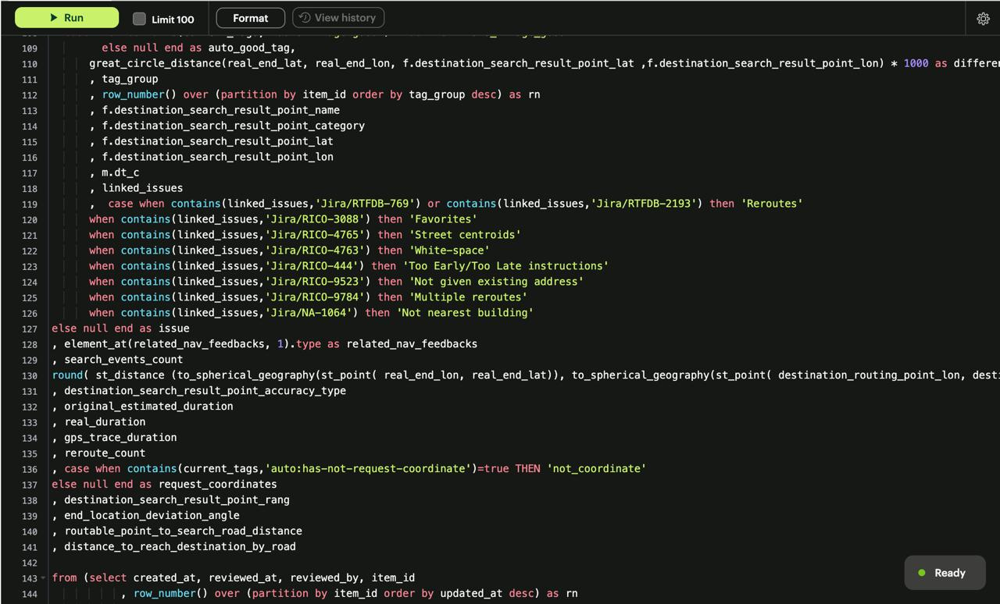 Run
Limit 100
Format
View history
109 else null end as auto_good_tag,
110 great_circle_distance(real_end_lat, real_end_lon, f.destination_search_result_point_lat ,f.destination_search_result_point_lon) * 1000 as differen
111 , tag_group
112 , row_number() over (partition by item_id order by tag_group desc) as rn
113 , f.destination_search_result_point_name
114 , f.destination_search_result_point_category
115 , f.destination_search_result_point_lat
116 , f.destination_search_result_point_lon
117 , m.dt_c
118 , linked_issues
119 , case when contains(linked_issues,'Jira/RTFDB-769') or contains(linked_issues,'Jira/RTFDB-2193') then 'Reroutes'
120 when contains(linked_issues,'Jira/RICO-3088') then 'Favorites'
121 when contains(linked_issues,'Jira/RICO-4765') then 'Street centroids'
122 when contains(linked_issues,'Jira/RICO-4763') then 'White-space'
123 when contains(linked_issues,'Jira/RICO-444') then 'Too Early/Too Late instructions'
124 when contains(linked_issues,'Jira/RICO-9523') then 'Not given existing address'
125 when contains(linked_issues,'Jira/RICO-9784') then 'Multiple reroutes'
126 when contains(linked_issues,'Jira/NA-1064') then 'Not nearest building'
127 else null end as issue
128 , element_at(related_nav_feedbacks, 1).type as related_nav_feedbacks
129 , search_events_count
130 round( st_distance (to_spherical_geography(st_point( real_end_lon, real_end_lat)), to_spherical_geography(st_point( destination_routing_point_lon, desti
131 , destination_search_result_point_accuracy_type
132 , original_estimated_duration
133 , real_duration
134 , gps_trace_duration
135 , reroute_count
136 , case when contains(current_tags,'auto:has-not-request-coordinate')=true THEN 'not_coordinate'
137 else null end as request_coordinates
138 , destination_search_result_point_rang
139 , end_location_deviation_angle
140 , routable_point_to_search_road_distance
141 , distance_to_reach_destination_by_road
142
143 from (select created_at, reviewed_at, reviewed_by, item_id
144 , row_number() over (partition by item_id order by updated_at desc) as rn
Ready